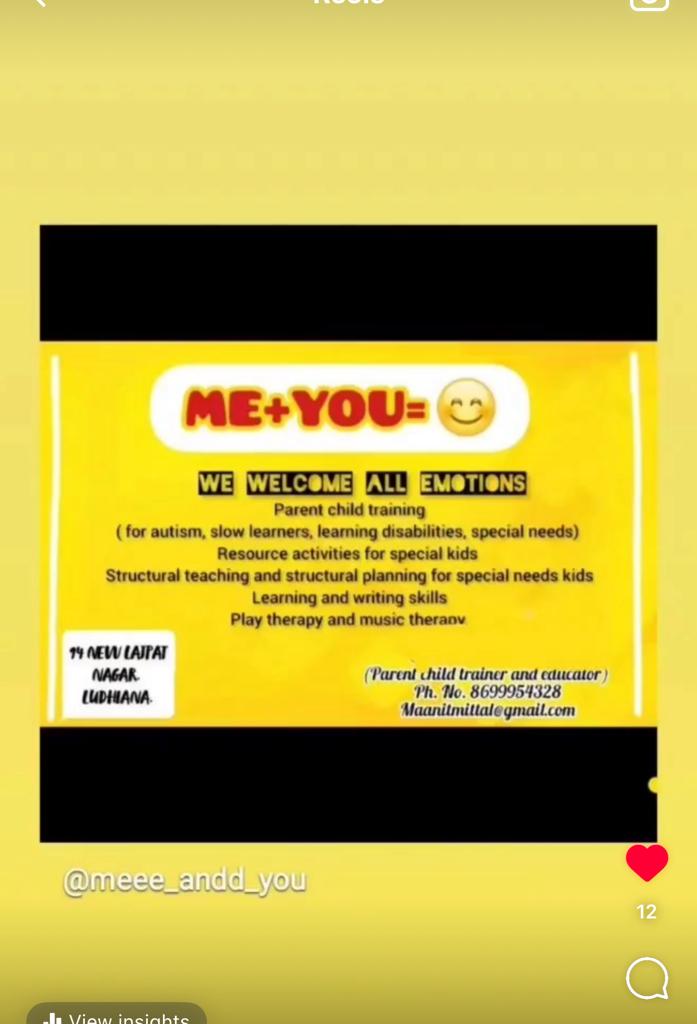 Reels
ME+YOU= 😊
WE WELCOME ALL EMOTIONS
Parent child training
( for autism, slow learners, learning disabilities, special needs)
Resource activities for special kids
Structural teaching and structural planning for special needs kids
Learning and writing skills
Play therapy and music therapy
74 NEW LAJPAT
NAGAR
LUDHIANA.
(Parent child trainer and educator)
Ph. No. 8699954328
Maanitmittal@gmail.com
@meee_andd_you
12
View insights